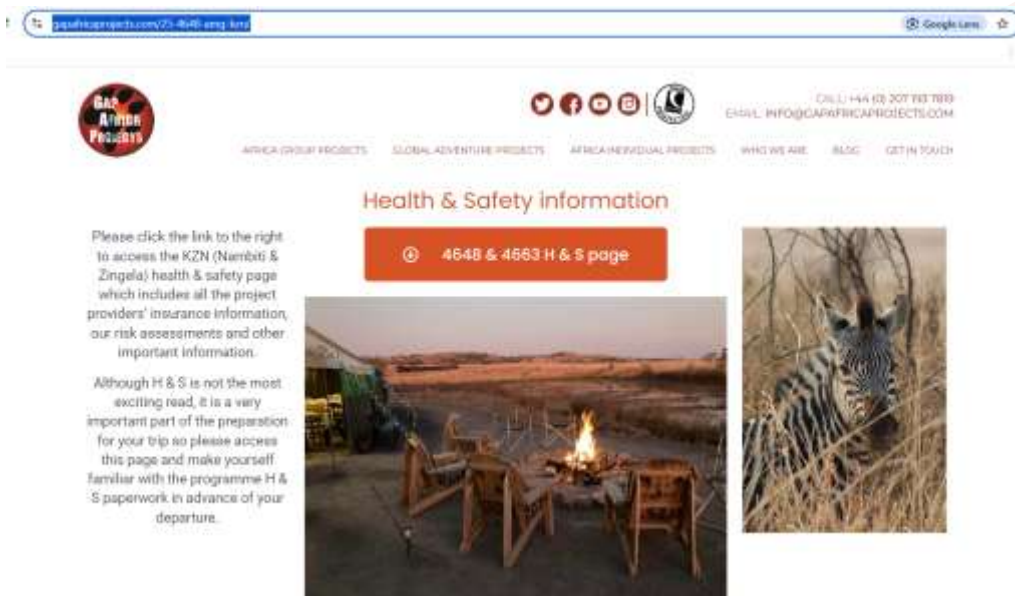 gapafricaprojects.com/25-4648-amg-kzn/
Google Lens
GAP
AFRICA
PROJECTS
CALL: +44 (0) 207 193 7819
EMAIL: INFO@GAPAFRICAPROJECTS.COM
AFRICA GROUP PROJECTS
GLOBAL ADVENTURE PROJECTS
AFRICA INDIVIDUAL PROJECTS
WHO WE ARE
BLOG
GET IN TOUCH
Health & Safety information
Please click the link to the right
to access the KZN (Nambiti &
Zingela) health & safety page
which includes all the project
providers' insurance information,
our risk assessments and other
important information.
Although H & S is not the most
exciting read, it is a very
important part of the preparation
for your trip so please access
this page and make yourself
familiar with the programme H &
S paperwork in advance of your
departure.
4648 & 4663 H & S page